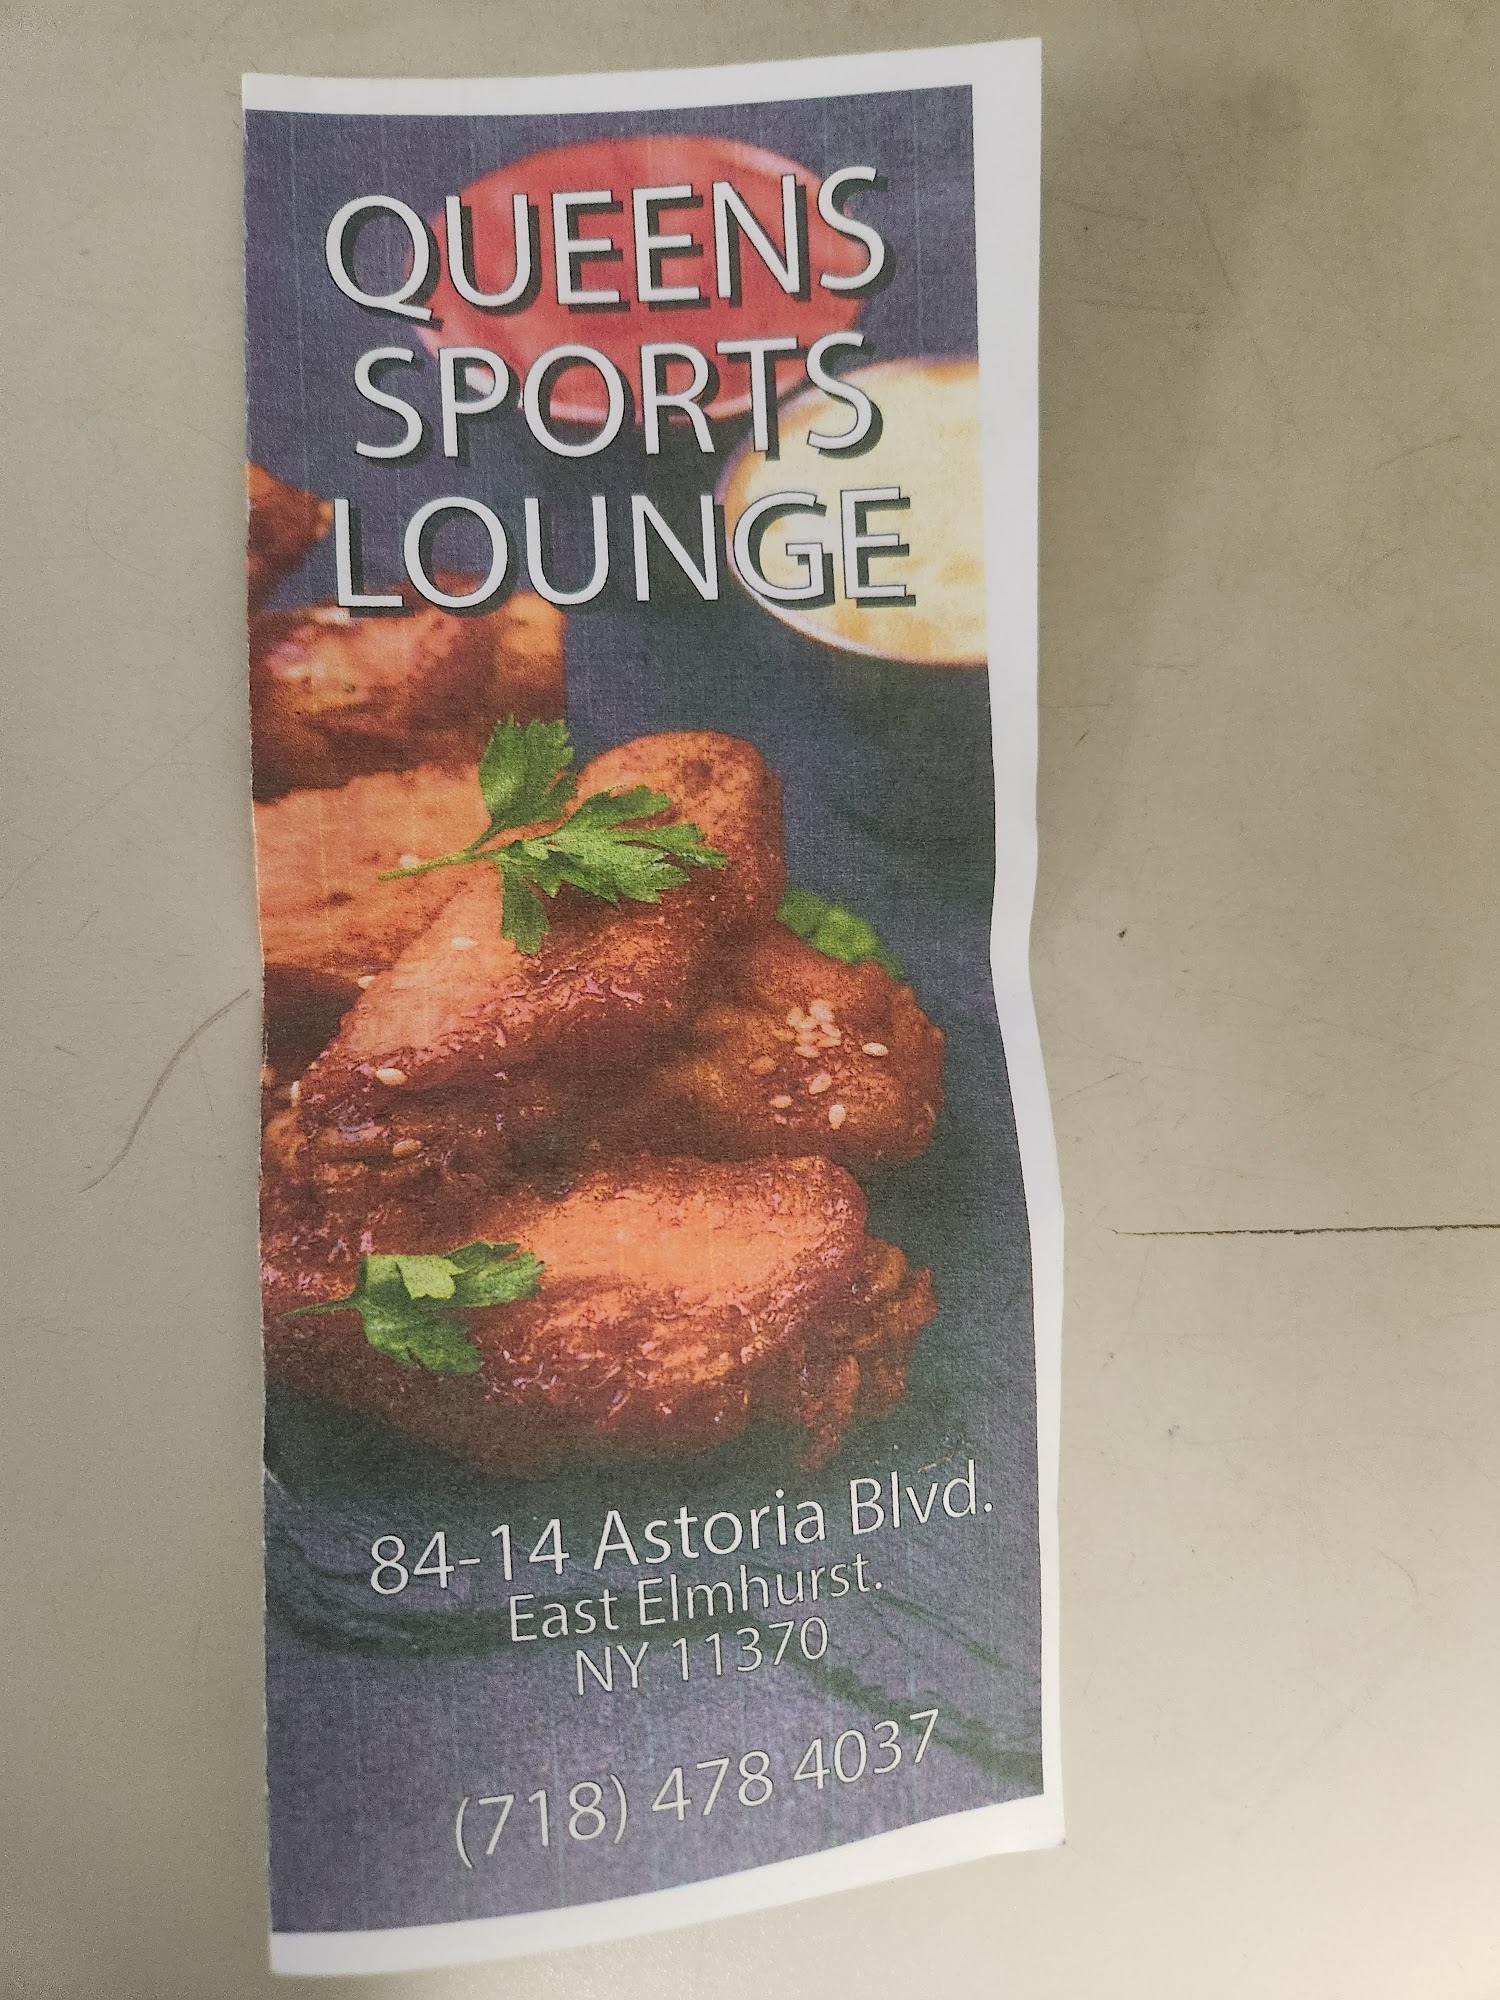 QUEENS
SPORTS
LOUNGE
84-14 Astoria Blvd.
East Elmhurst.
NY 11370
(718) 478 4037